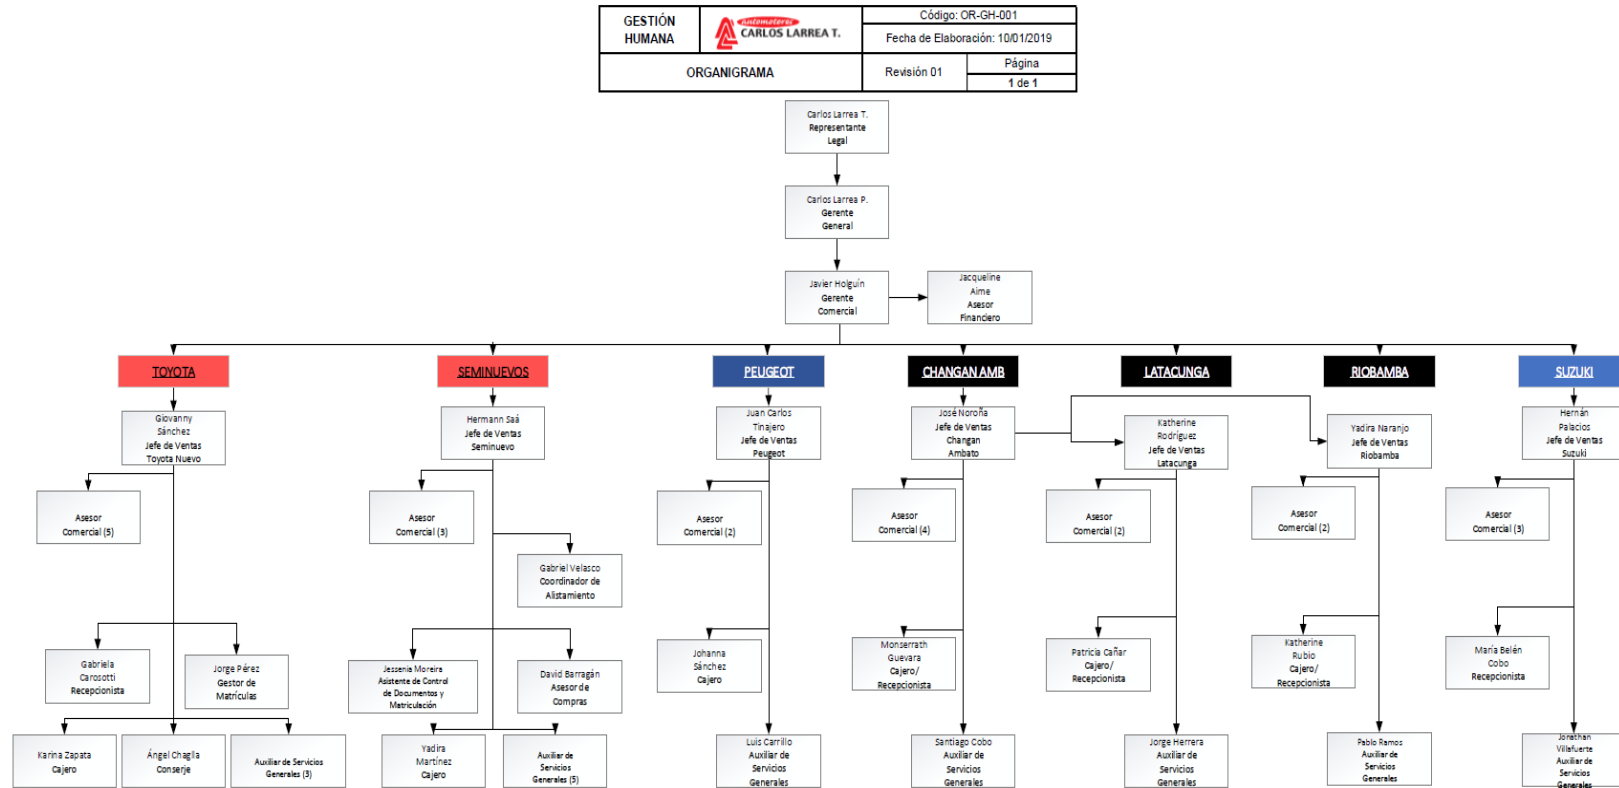 GESTIÓN
HUMANA
automotores
CARLOS LARREA T.
Código: OR-GH-001
Fecha de Elaboración: 10/01/2019
ORGANIGRAMA
Revisión 01
Página
1 de 1
Carlos Larrea T.
Representante
Legal
Carlos Larrea P.
Gerente
General
Javier Holguín
Gerente
Comercial
Jacqueline
Aime
Asesor
Financiero
TOYOTA
SEMINUEVOS
PEUGEOT
CHANGAN AMB
LATACUNGA
RIOBAMBA
SUZUKI
Giovanny
Sánchez
Jefe de Ventas
Toyota Nuevo
Hermann Saá
Jefe de Ventas
Seminuevo
Juan Carlos
Tinajero
Jefe de Ventas
Peugeot
José Noroña
Jefe de Ventas
Changan
Ambato
Katherine
Rodríguez
Jefe de Ventas
Latacunga
Yadira Naranjo
Jefe de Ventas
Riobamba
Hernán
Palacios
Jefe de Ventas
Suzuki
Asesor
Comercial (5)
Asesor
Comercial (3)
Asesor
Comercial (2)
Asesor
Comercial (4)
Asesor
Comercial (2)
Asesor
Comercial (2)
Asesor
Comercial (3)
Gabriel Velasco
Coordinador de
Alistamiento
Gabriela
Carosotti
Recepcionista
Jorge Pérez
Gestor de
Matrículas
Jessenia Moreira
Asistente de Control
de Documentos y
Matriculación
David Barragán
Asesor de
Compras
Johanna
Sánchez
Cajero
Monserrath
Guevara
Cajero/
Recepcionista
Patricia Cañar
Cajero/
Recepcionista
Katherine
Rubio
Cajero/
Recepcionista
María Belén
Cobo
Recepcionista
Karina Zapata
Cajero
Ángel Chaglla
Conserje
Auxiliar de Servicios
Generales (3)
Yadira
Martínez
Cajero
Auxiliar de
Servicios
Generales (5)
Luis Carrillo
Auxiliar de
Servicios
Generales
Santiago Cobo
Auxiliar de
Servicios
Generales
Jorge Herrera
Auxiliar de
Servicios
Generales
Pablo Ramos
Auxiliar de
Servicios
Generales
Jonathan
Villafuerte
Auxiliar de
Servicios
Generales